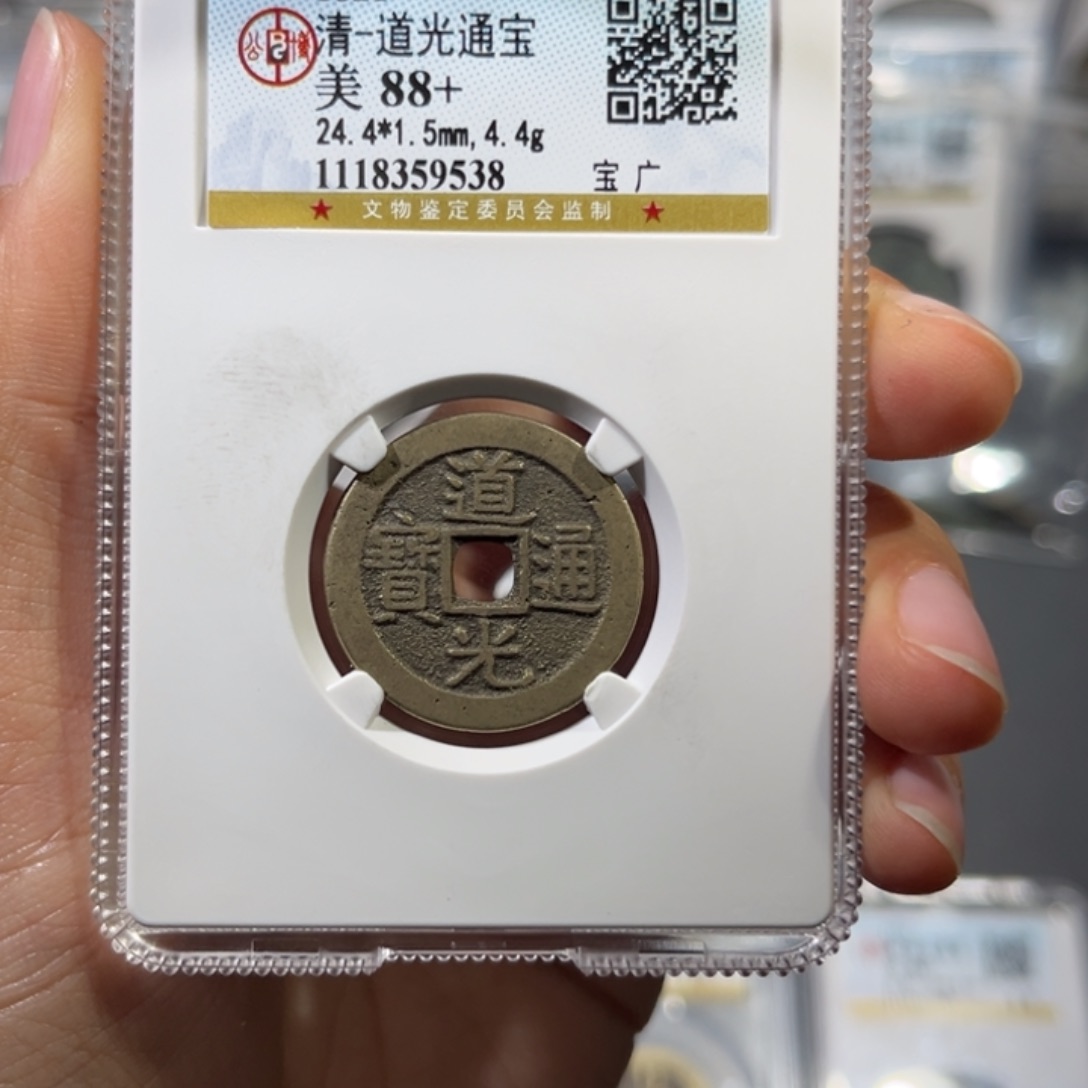 清-道光通宝
美 88+
24.4*1.5mm, 4.4g
1118359538 宝 广
★ 文物鉴定委员会监制 ★
道
寶 通
光